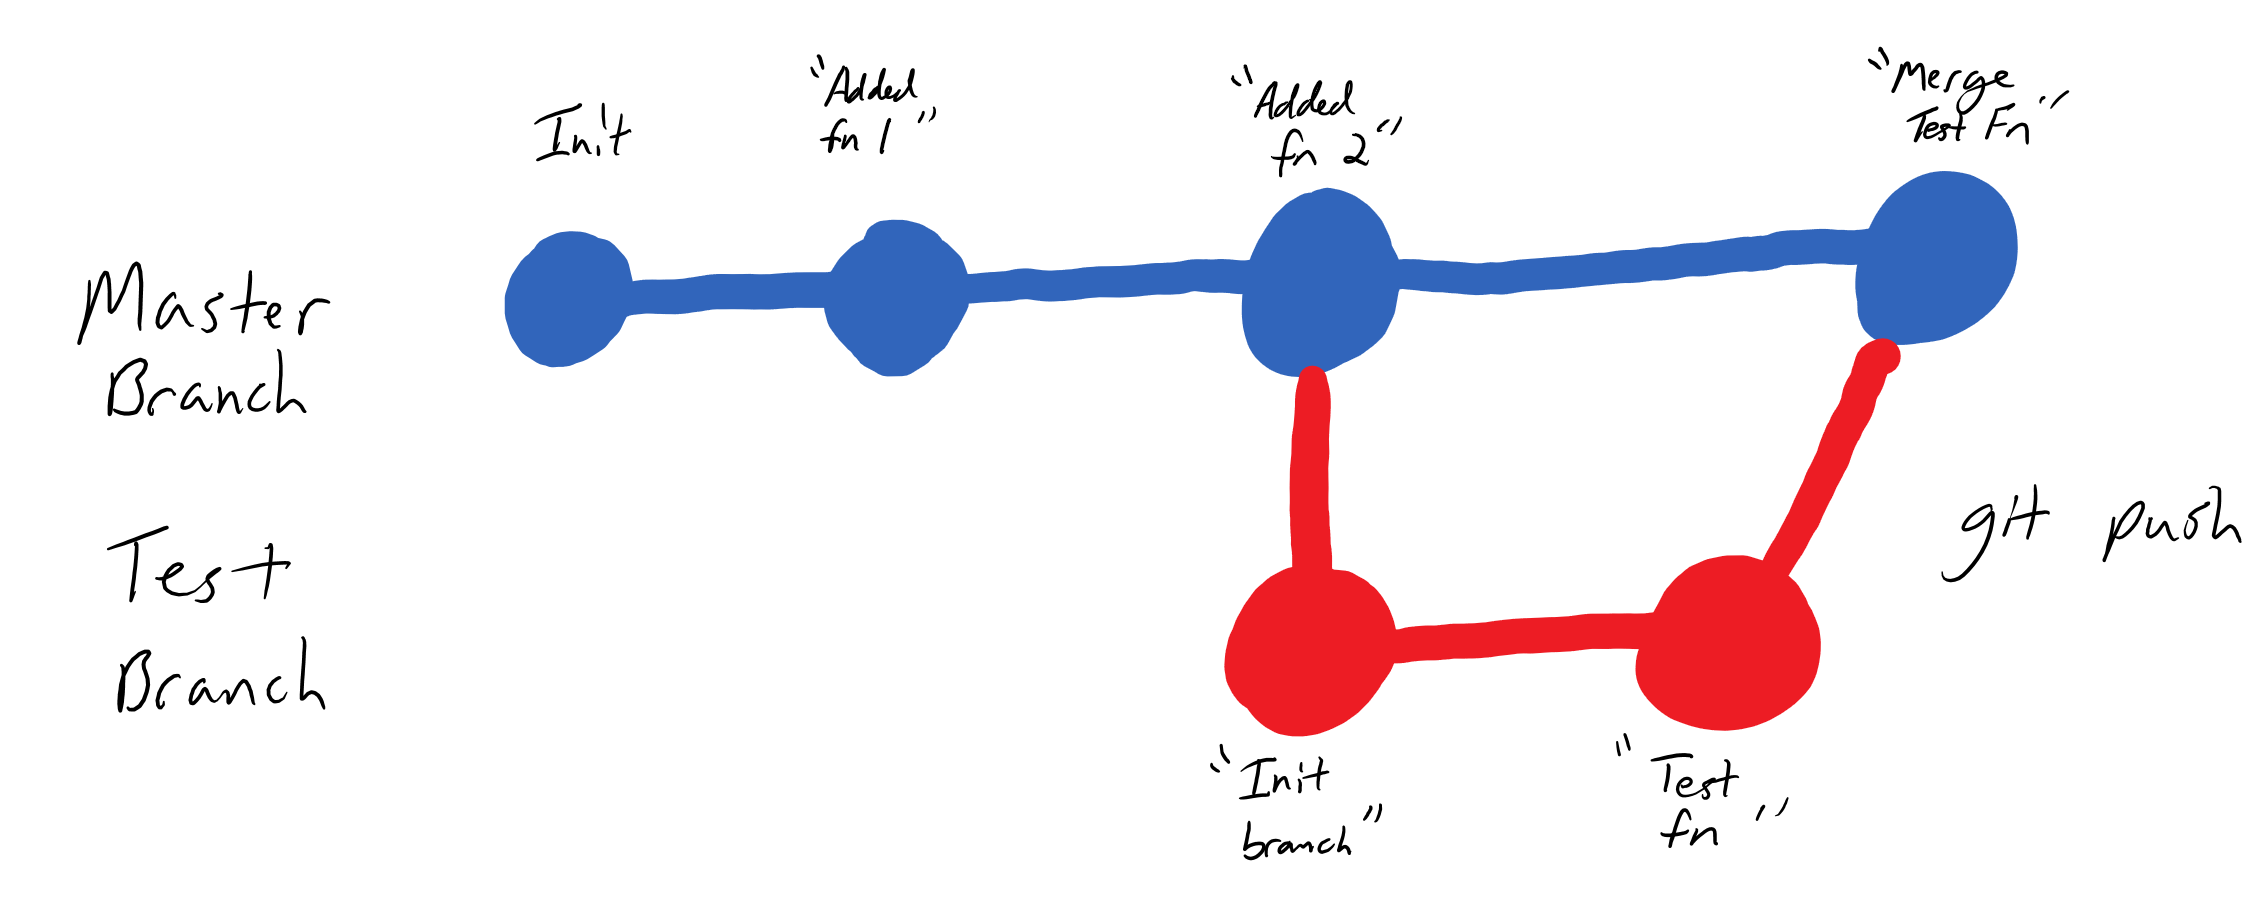 Init
"Added
fn 1"
"Added
fn 2"
"Merge
Test Fn"
Master
Branch
git push
Test
Branch
"Init
branch"
"Test
fn"